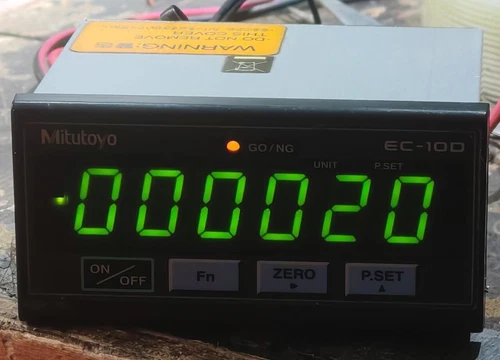 WARNING:
DO NOT REMOVE
THIS COVER
Mitutoyo
GO/NG
EC-10D
UNIT
P.SET
-000020
ON/OFF
Fn
ZERO
P.SET